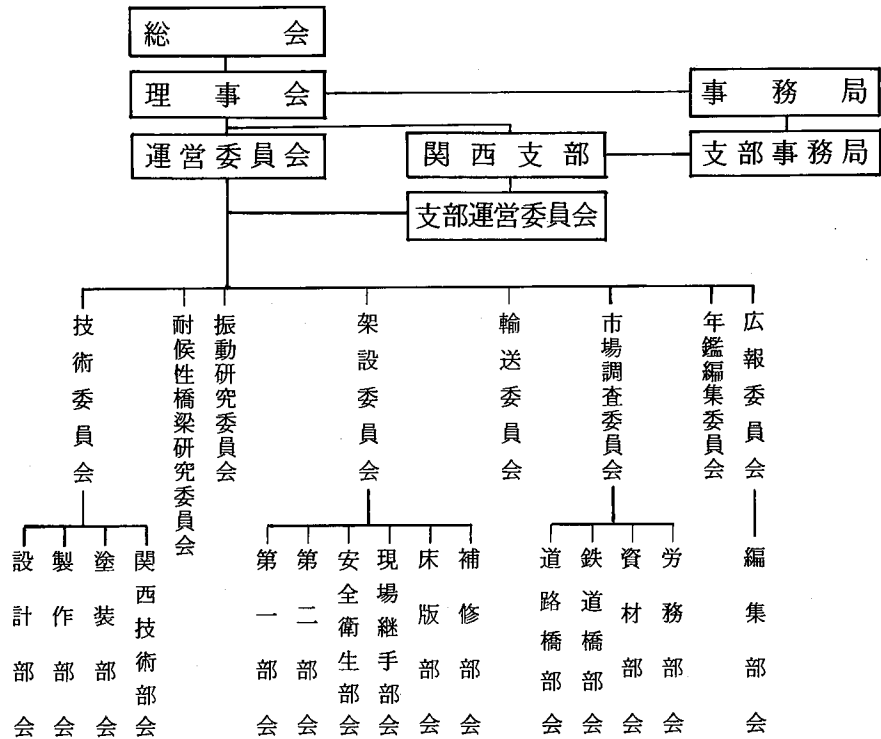 総会
理事会
事務局
運営委員会
関西支部
支部事務局
支部運営委員会
技術委員会
耐候性橋梁研究委員会
振動研究委員会
架設委員会
輸送委員会
市場調査委員会
年鑑編集委員会
広報委員会
設計部会
製作部会
塗装部会
関西技術部会
第一部会
第二部会
安全衛生部会
現場継手部会
床版部会
補修部会
道路橋部会
鉄道橋部会
資材部会
労務部会
編集部会